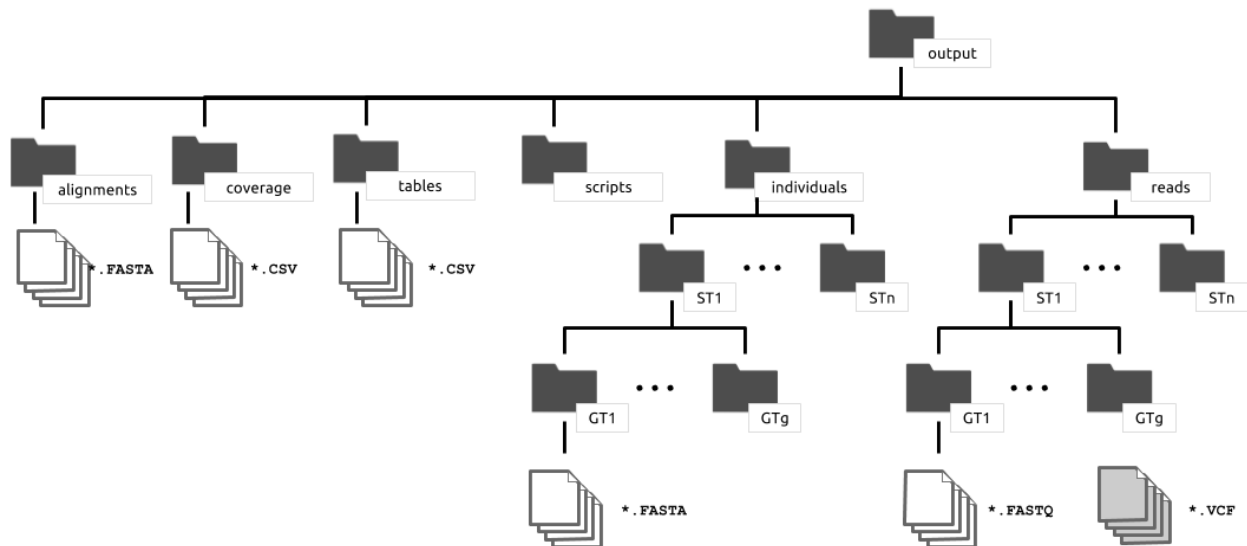 output
alignments
coverage
tables
scripts
individuals
reads
*.FASTA
*.CSV
*.CSV
ST1
...
STn
ST1
...
STn
GT1
...
GTg
GT1
...
GTg
*.FASTA
*.FASTQ
*.VCF